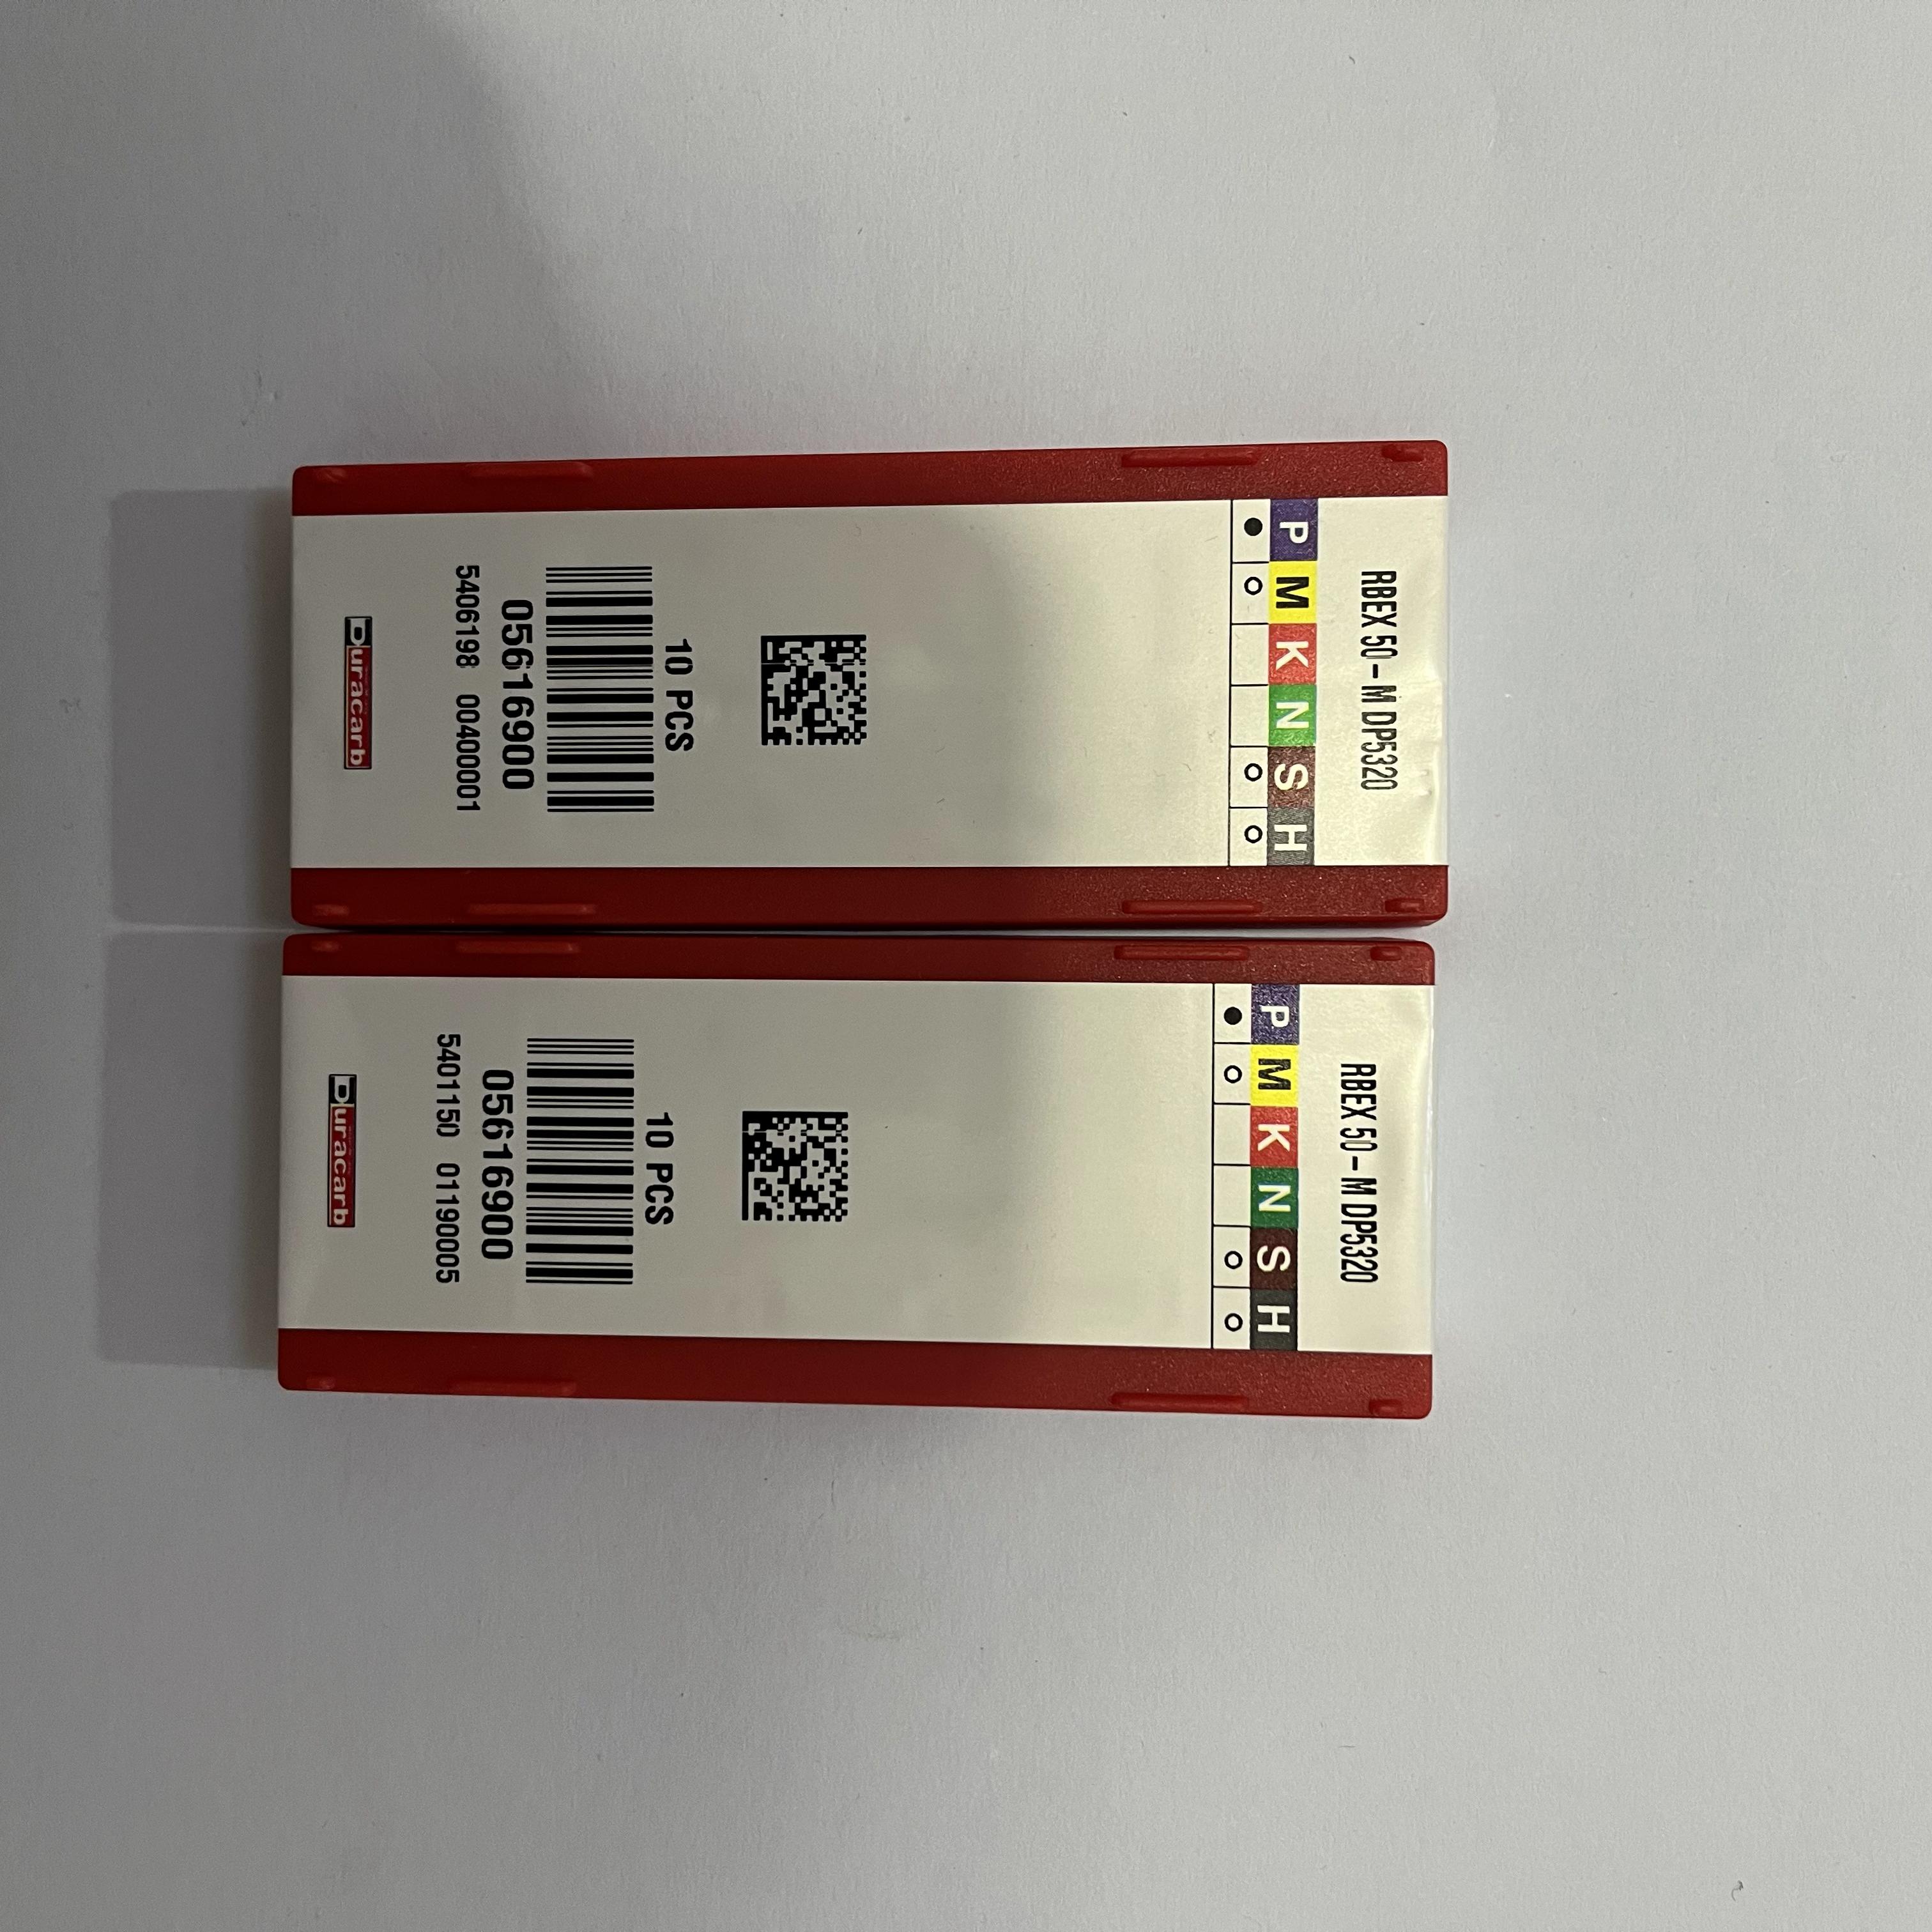 RBEX 50-M DP5320
P M K N S H
10 PCS
05616900
5406198 00400001
Duracarb
RBEX 50-M DP5320
P M K N S H
10 PCS
05616900
5401150 01190005
Duracarb